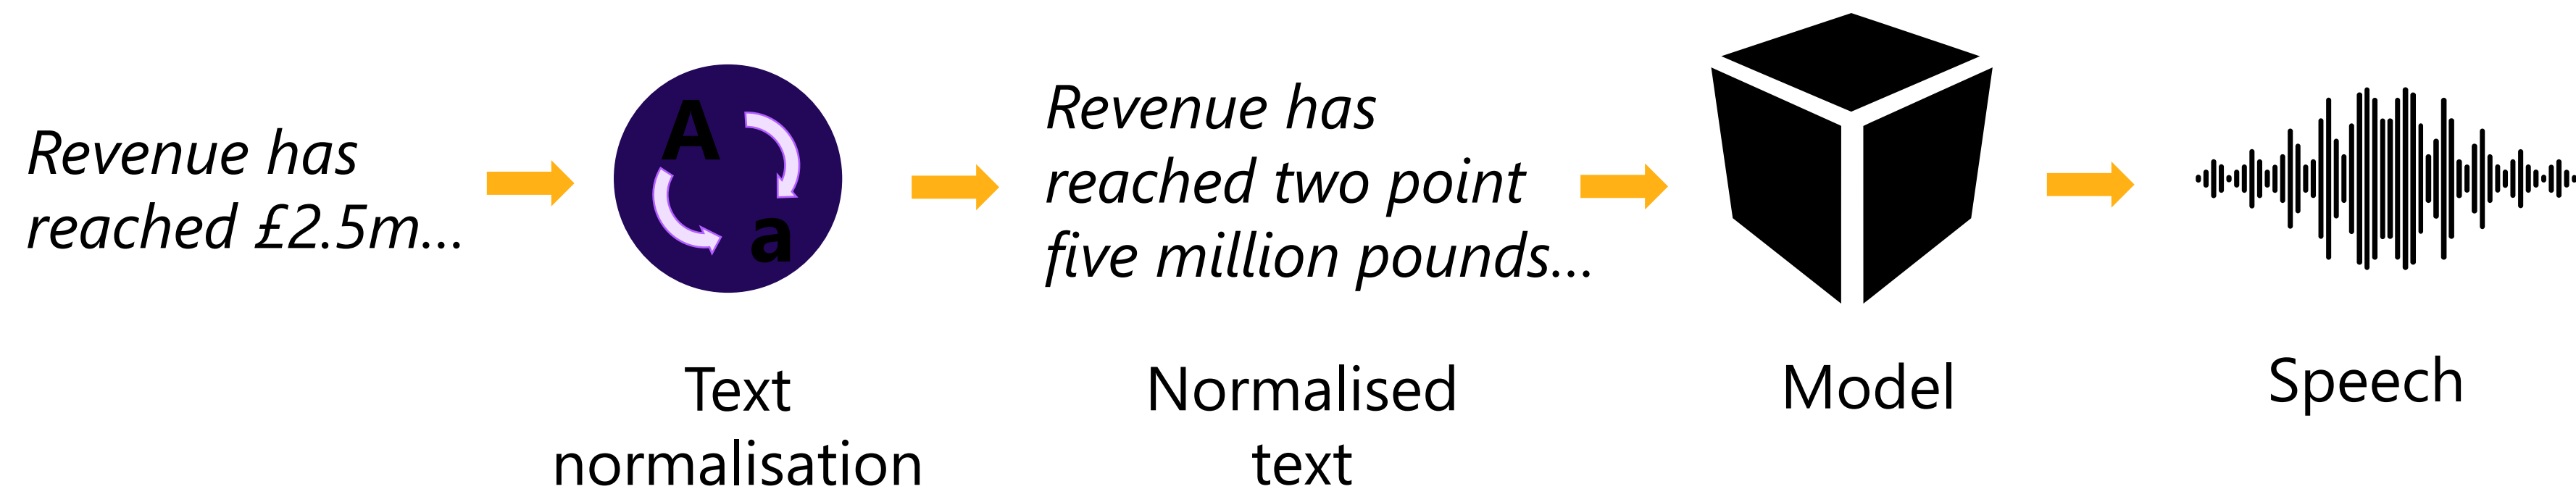 Revenue has
reached £2.5m...
A
a
Text
normalisation
Revenue has
reached two point
five million pounds...
Normalised
text
Model
Speech